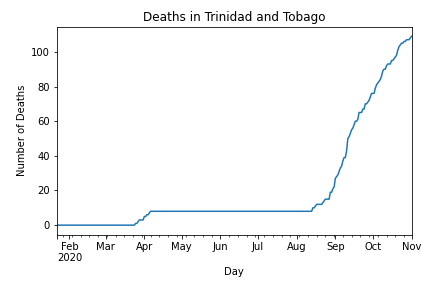 Deaths in Trinidad and Tobago
Number of Deaths
100
80
60
40
20
0
Feb Mar Apr May Jun Jul Aug Sep Oct Nov
2020
Day